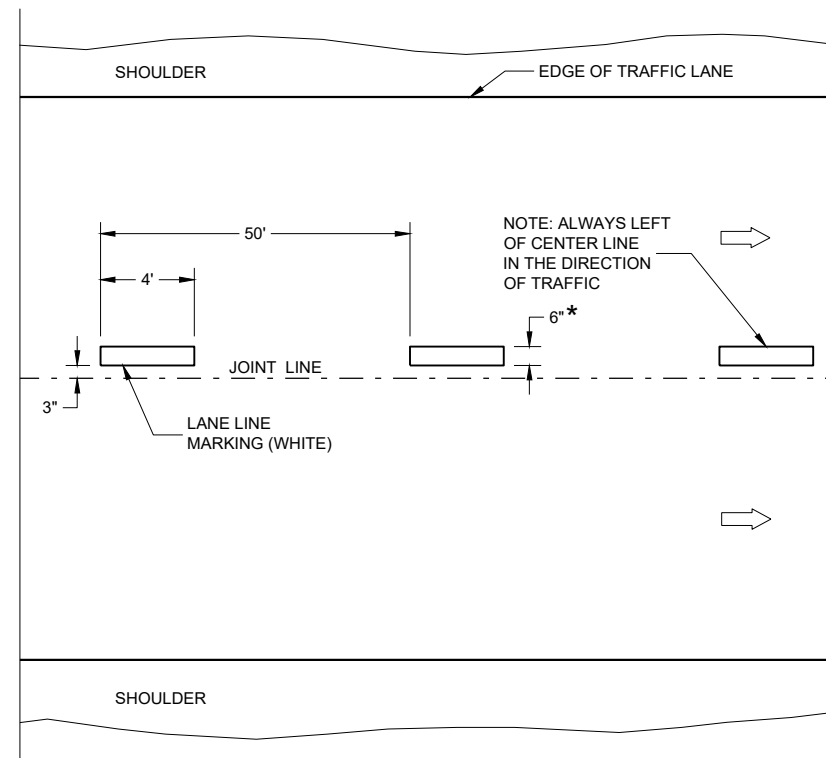 SHOULDER
EDGE OF TRAFFIC LANE
50'
NOTE: ALWAYS LEFT
OF CENTER LINE
IN THE DIRECTION
OF TRAFFIC
4'
6"*
JOINT LINE
3"
LANE LINE
MARKING (WHITE)
SHOULDER